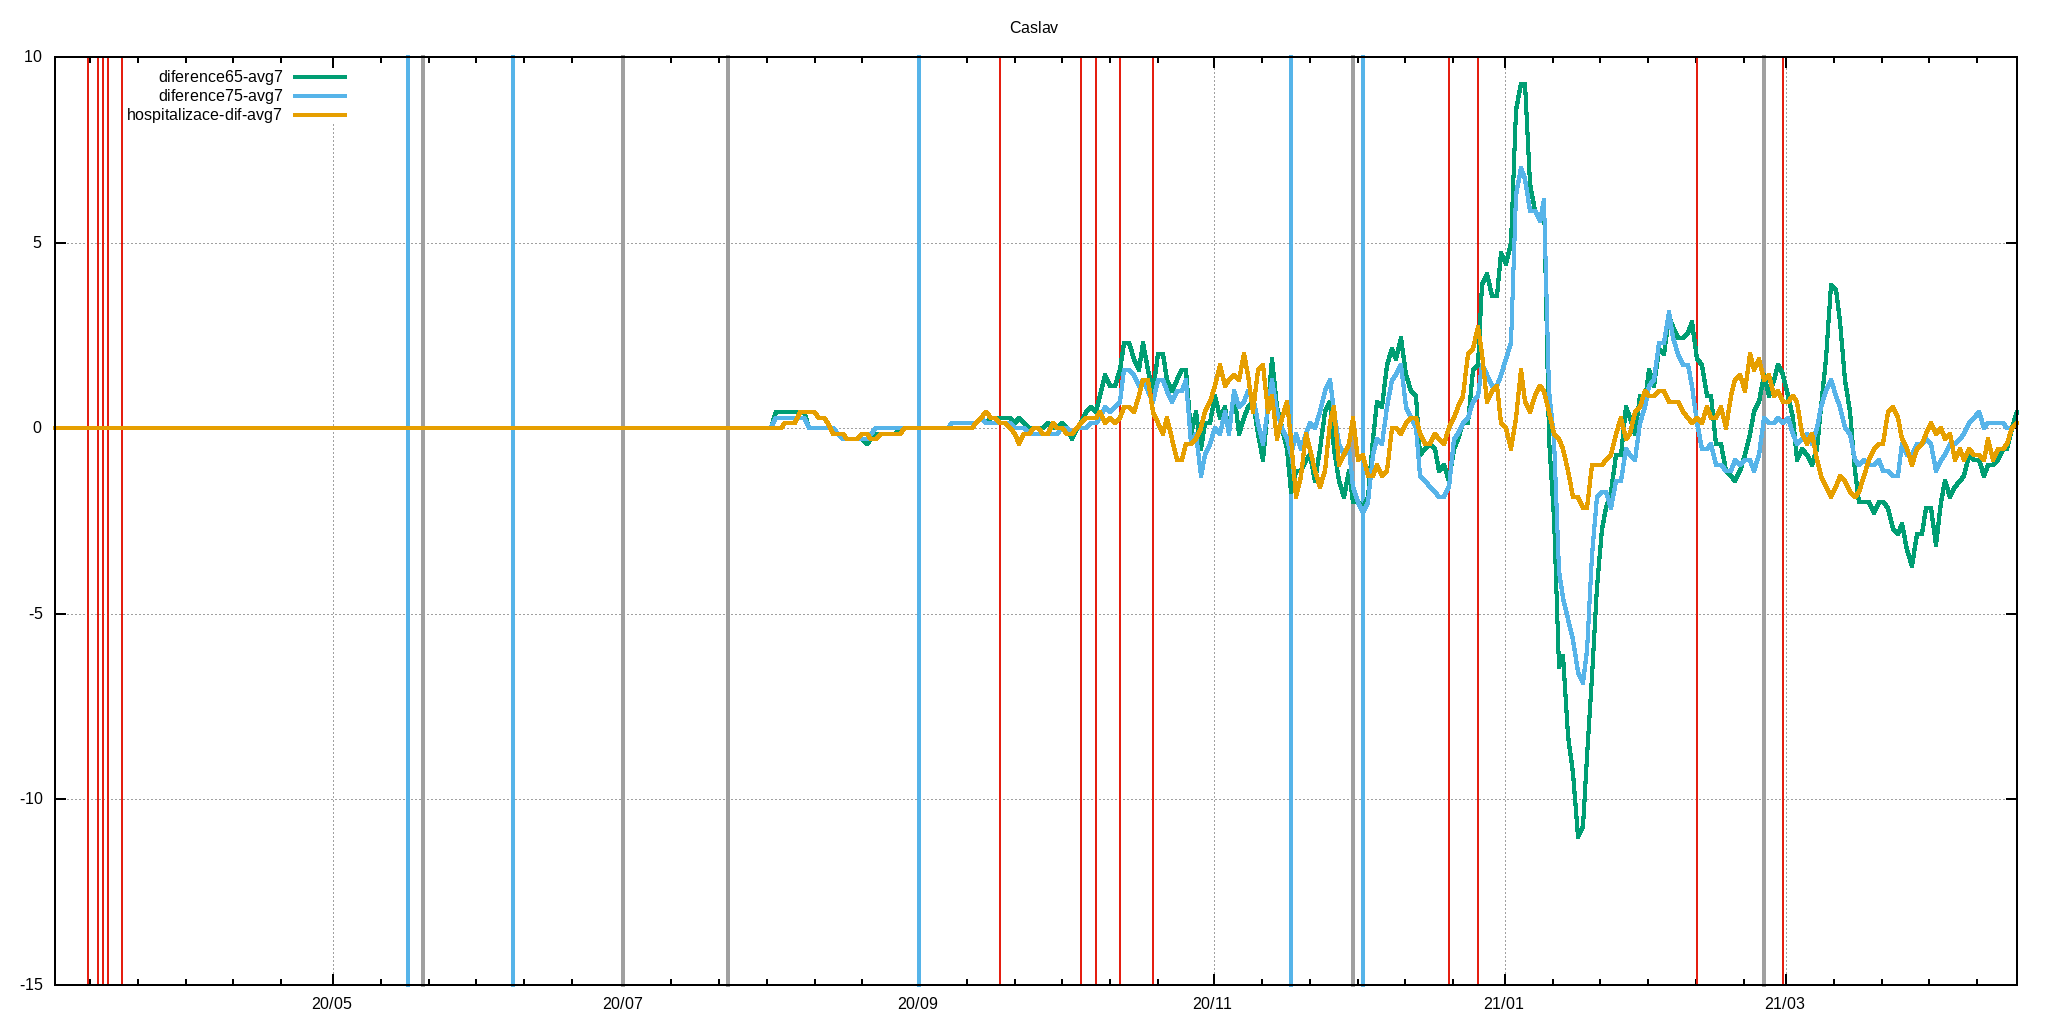 Caslav
10
diference65-avg7
diference75-avg7
hospitalizace-dif-avg7
5
0
-5
-10
-15
20/05 20/07 20/09 20/11 21/01 21/03